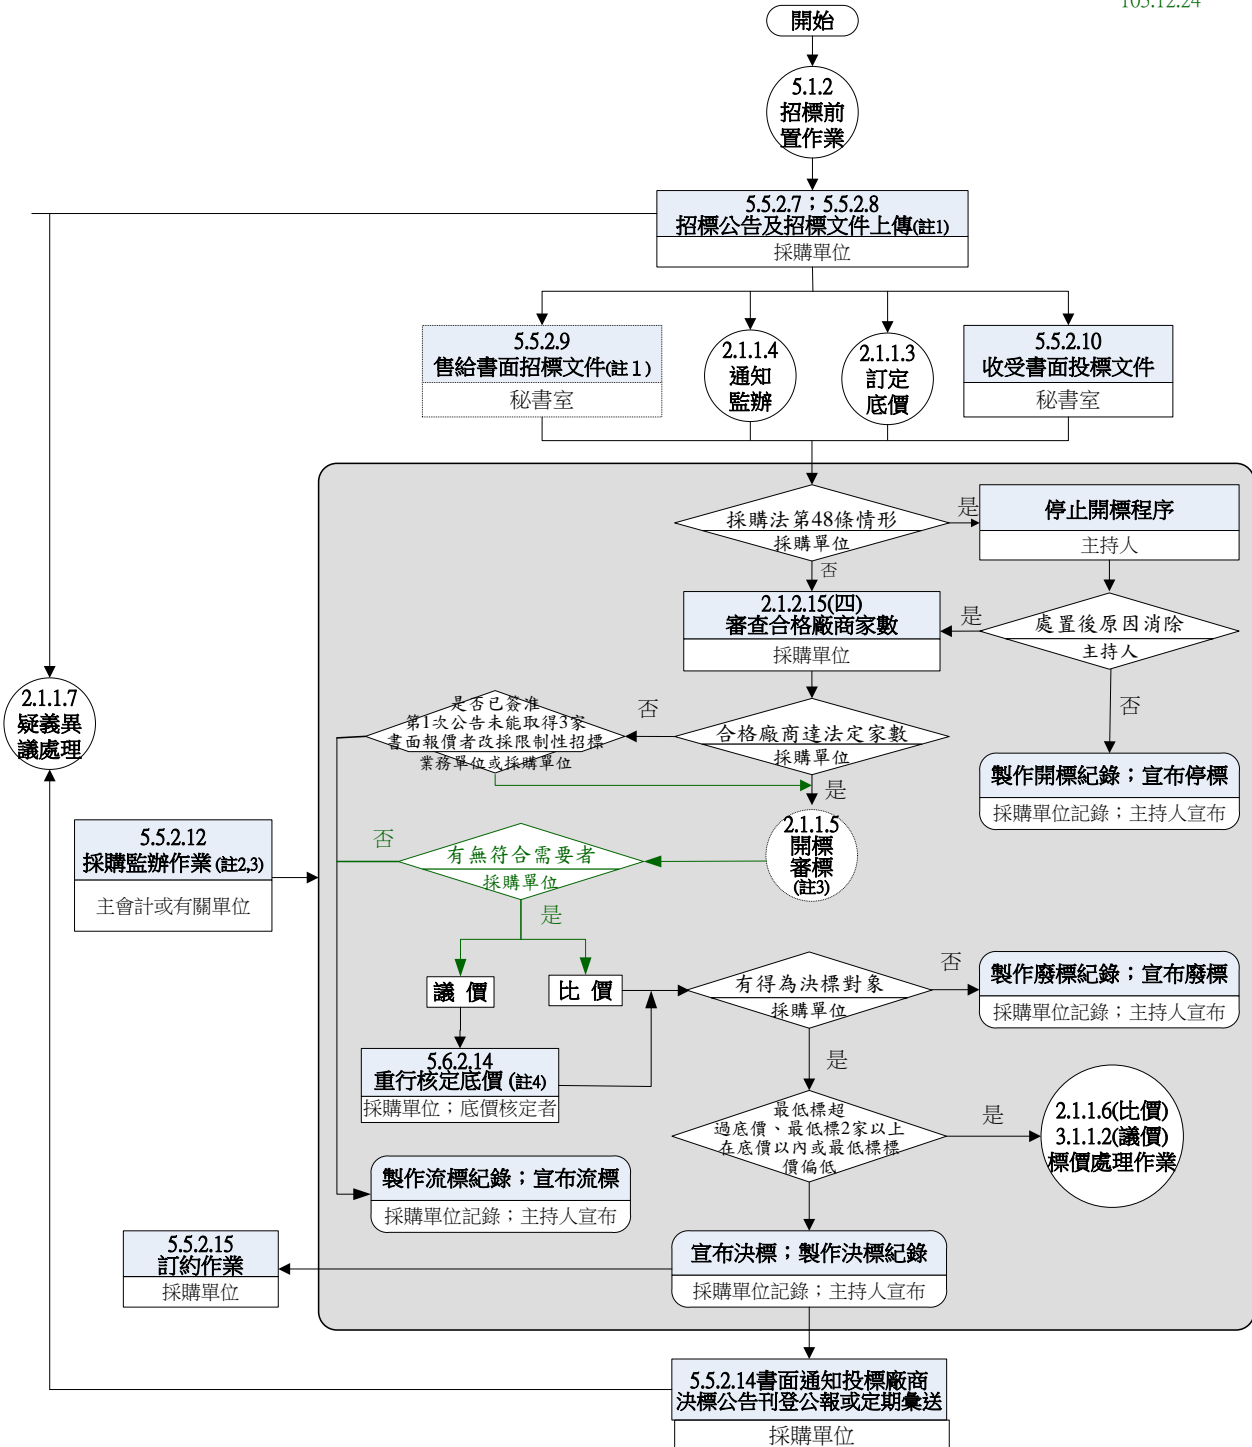 105.12.24
開始
5.1.2
招標前
置作業
5.5.2.7；5.5.2.8
招標公告及招標文件上傳(註1)
採購單位
5.5.2.9
售給書面招標文件(註1)
秘書室
2.1.1.4
通知
監辦
2.1.1.3
訂定
底價
5.5.2.10
收受書面投標文件
秘書室
採購法第48條情形
採購單位
是
停止開標程序
主持人
否
2.1.2.15(四)
審查合格廠商家數
採購單位
是
處置後原因消除
主持人
否
2.1.1.7
疑義異
議處理
是否已簽准
第1次公告未能取得3家
書面報價者改採限制性招標
業務單位或採購單位
否
合格廠商達法定家數
採購單位
是
製作開標紀錄；宣布停標
採購單位記錄；主持人宣布
5.5.2.12
採購監辦作業(註2,3)
主會計或有關單位
否
有無符合需要者
採購單位
是
2.1.1.5
開標
審標
(註3)
議 價
比 價
有得為決標對象
採購單位
否
製作廢標紀錄；宣布廢標
採購單位記錄；主持人宣布
5.6.2.14
重行核定底價(註4)
採購單位；底價核定者
是
最低標超
過底價、最低標2家以上
在底價以內或最低標標
價偏低
是
2.1.1.6(比價)
3.1.1.2(議價)
標價處理作業
製作流標紀錄；宣布流標
採購單位記錄；主持人宣布
5.5.2.15
訂約作業
採購單位
宣布決標；製作決標紀錄
採購單位記錄；主持人宣布
5.5.2.14書面通知投標廠商
決標公告刊登公報或定期彙送
採購單位